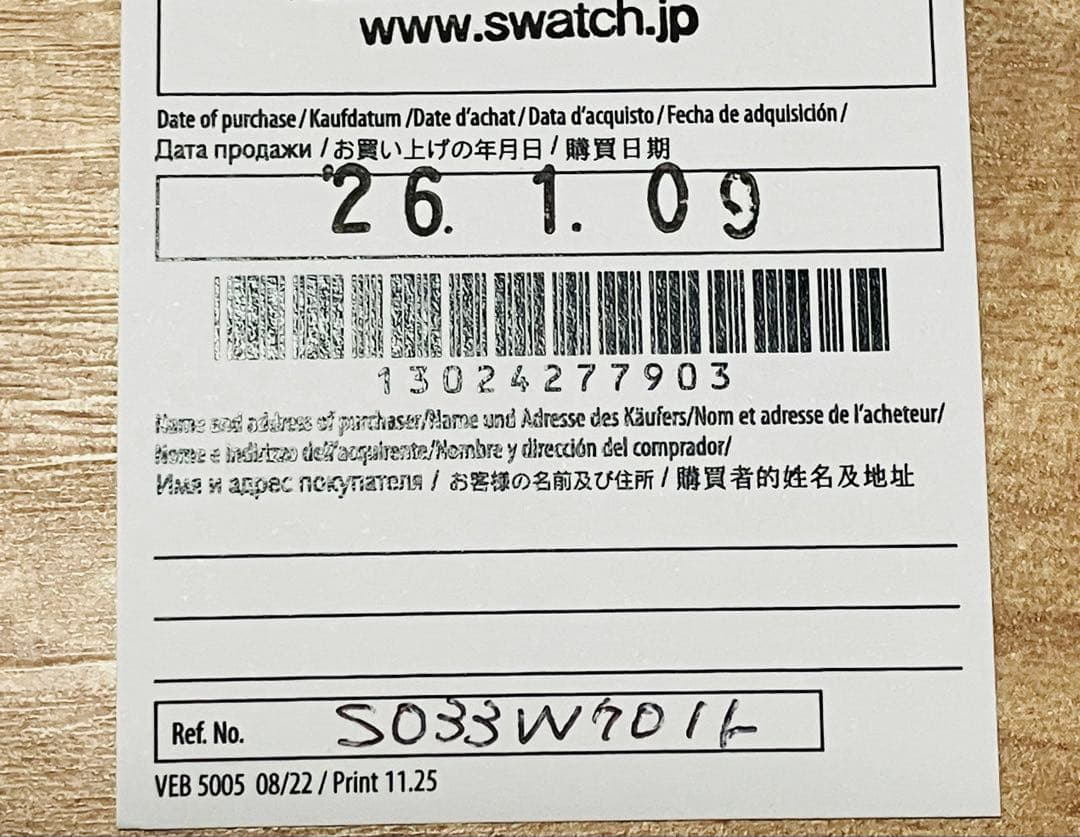 www.swatch.jp
Date of purchase/Kaufdatum /Date d'achat/Data d'acquisto/Fecha de adquisición/
Дата продажи /お買い上げの年月日/購買日期
'26. 1. 09
13024277903
Name and address of purchaser/Name und Adresse des Käufers/Nom et adresse de l'acheteur/
Nome e indirizzo dell'acquirente/Nombre y dirección del comprador/
Имя и адрес покупателя / お客様の名前及び住所 / 購買者的姓名及地址
Ref. No. S033W701
VEB 5005 08/22 / Print 11.25